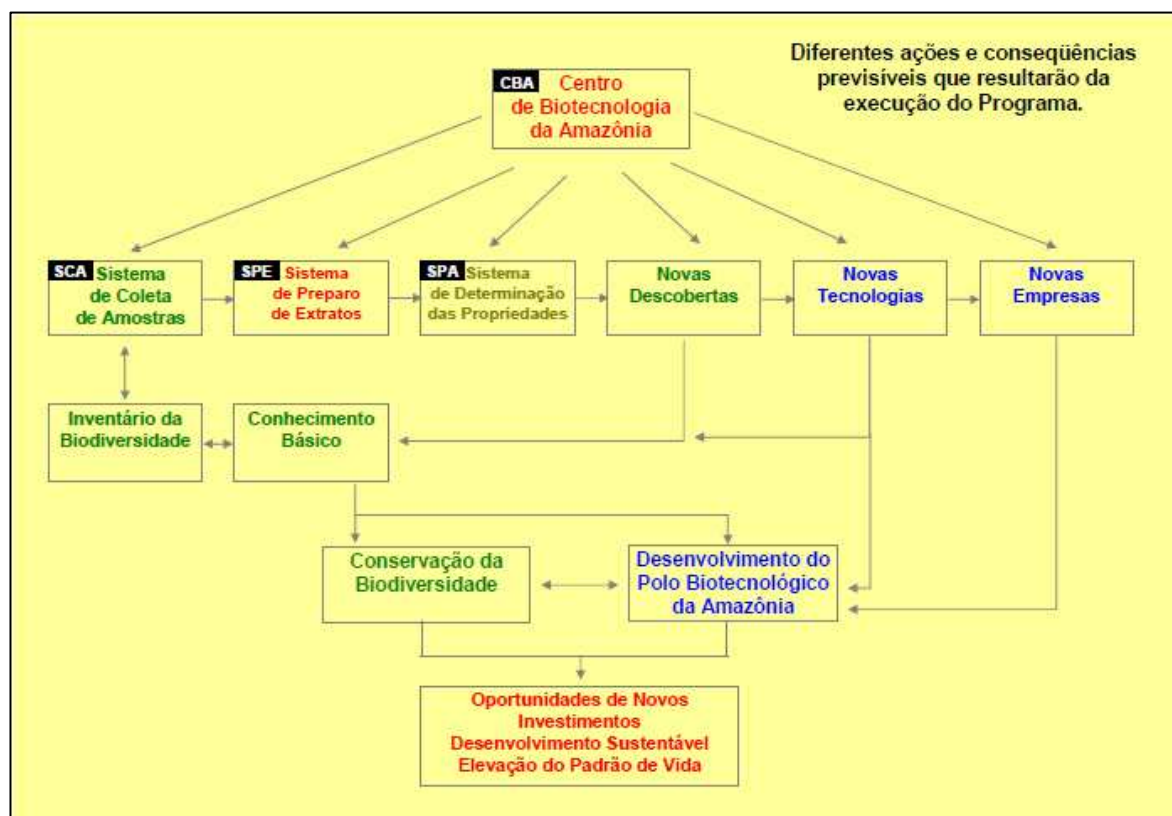 Diferentes ações e conseqüências
previsíveis que resultarão da
execução do Programa.
CBA Centro
de Biotecnologia
da Amazônia
SCA Sistema
de Coleta
de Amostras
SPE Sistema
de Preparo
de Extratos
SPA Sistema
de Determinação
das Propriedades
Novas
Descobertas
Novas
Tecnologias
Novas
Empresas
Inventário da
Biodiversidade
Conhecimento
Básico
Conservação da
Biodiversidade
Desenvolvimento do
Polo Biotecnológico
da Amazônia
Oportunidades de Novos
Investimentos
Desenvolvimento Sustentável
Elevação do Padrão de Vida